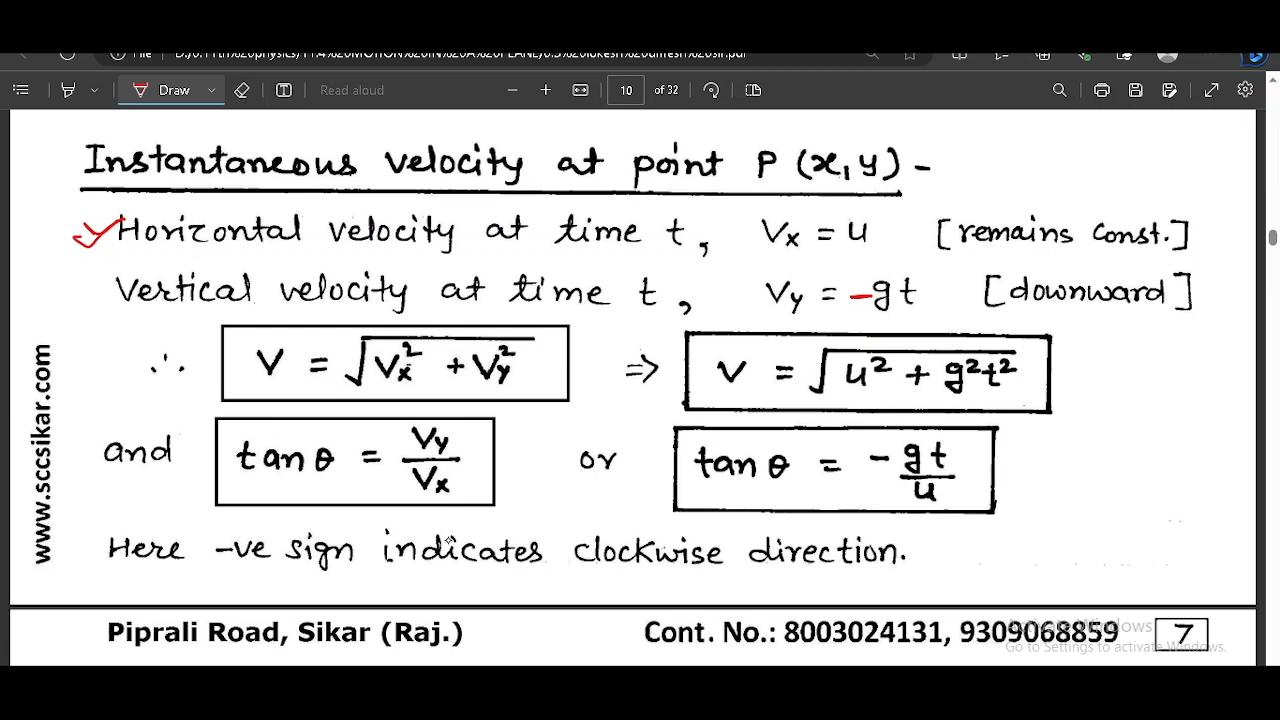 Draw
Read aloud
10 of 32
Instantaneous velocity at point P (x, y) -
Horizontal velocity at time t, Vx = u [remains const.]
Vertical velocity at time t, Vy = -gt [downward]
∴ V = √(Vx² + Vy²) => V = √(u² + g²t²)
and tan θ = Vy/Vx or tan θ = - gt/u
Here -ve sign indicates clockwise direction.
www.sccsikar.com
Piprali Road, Sikar (Raj.) Cont. No.: 8003024131, 9309068859 7
Activate Windows
Go to Settings to activate Windows.